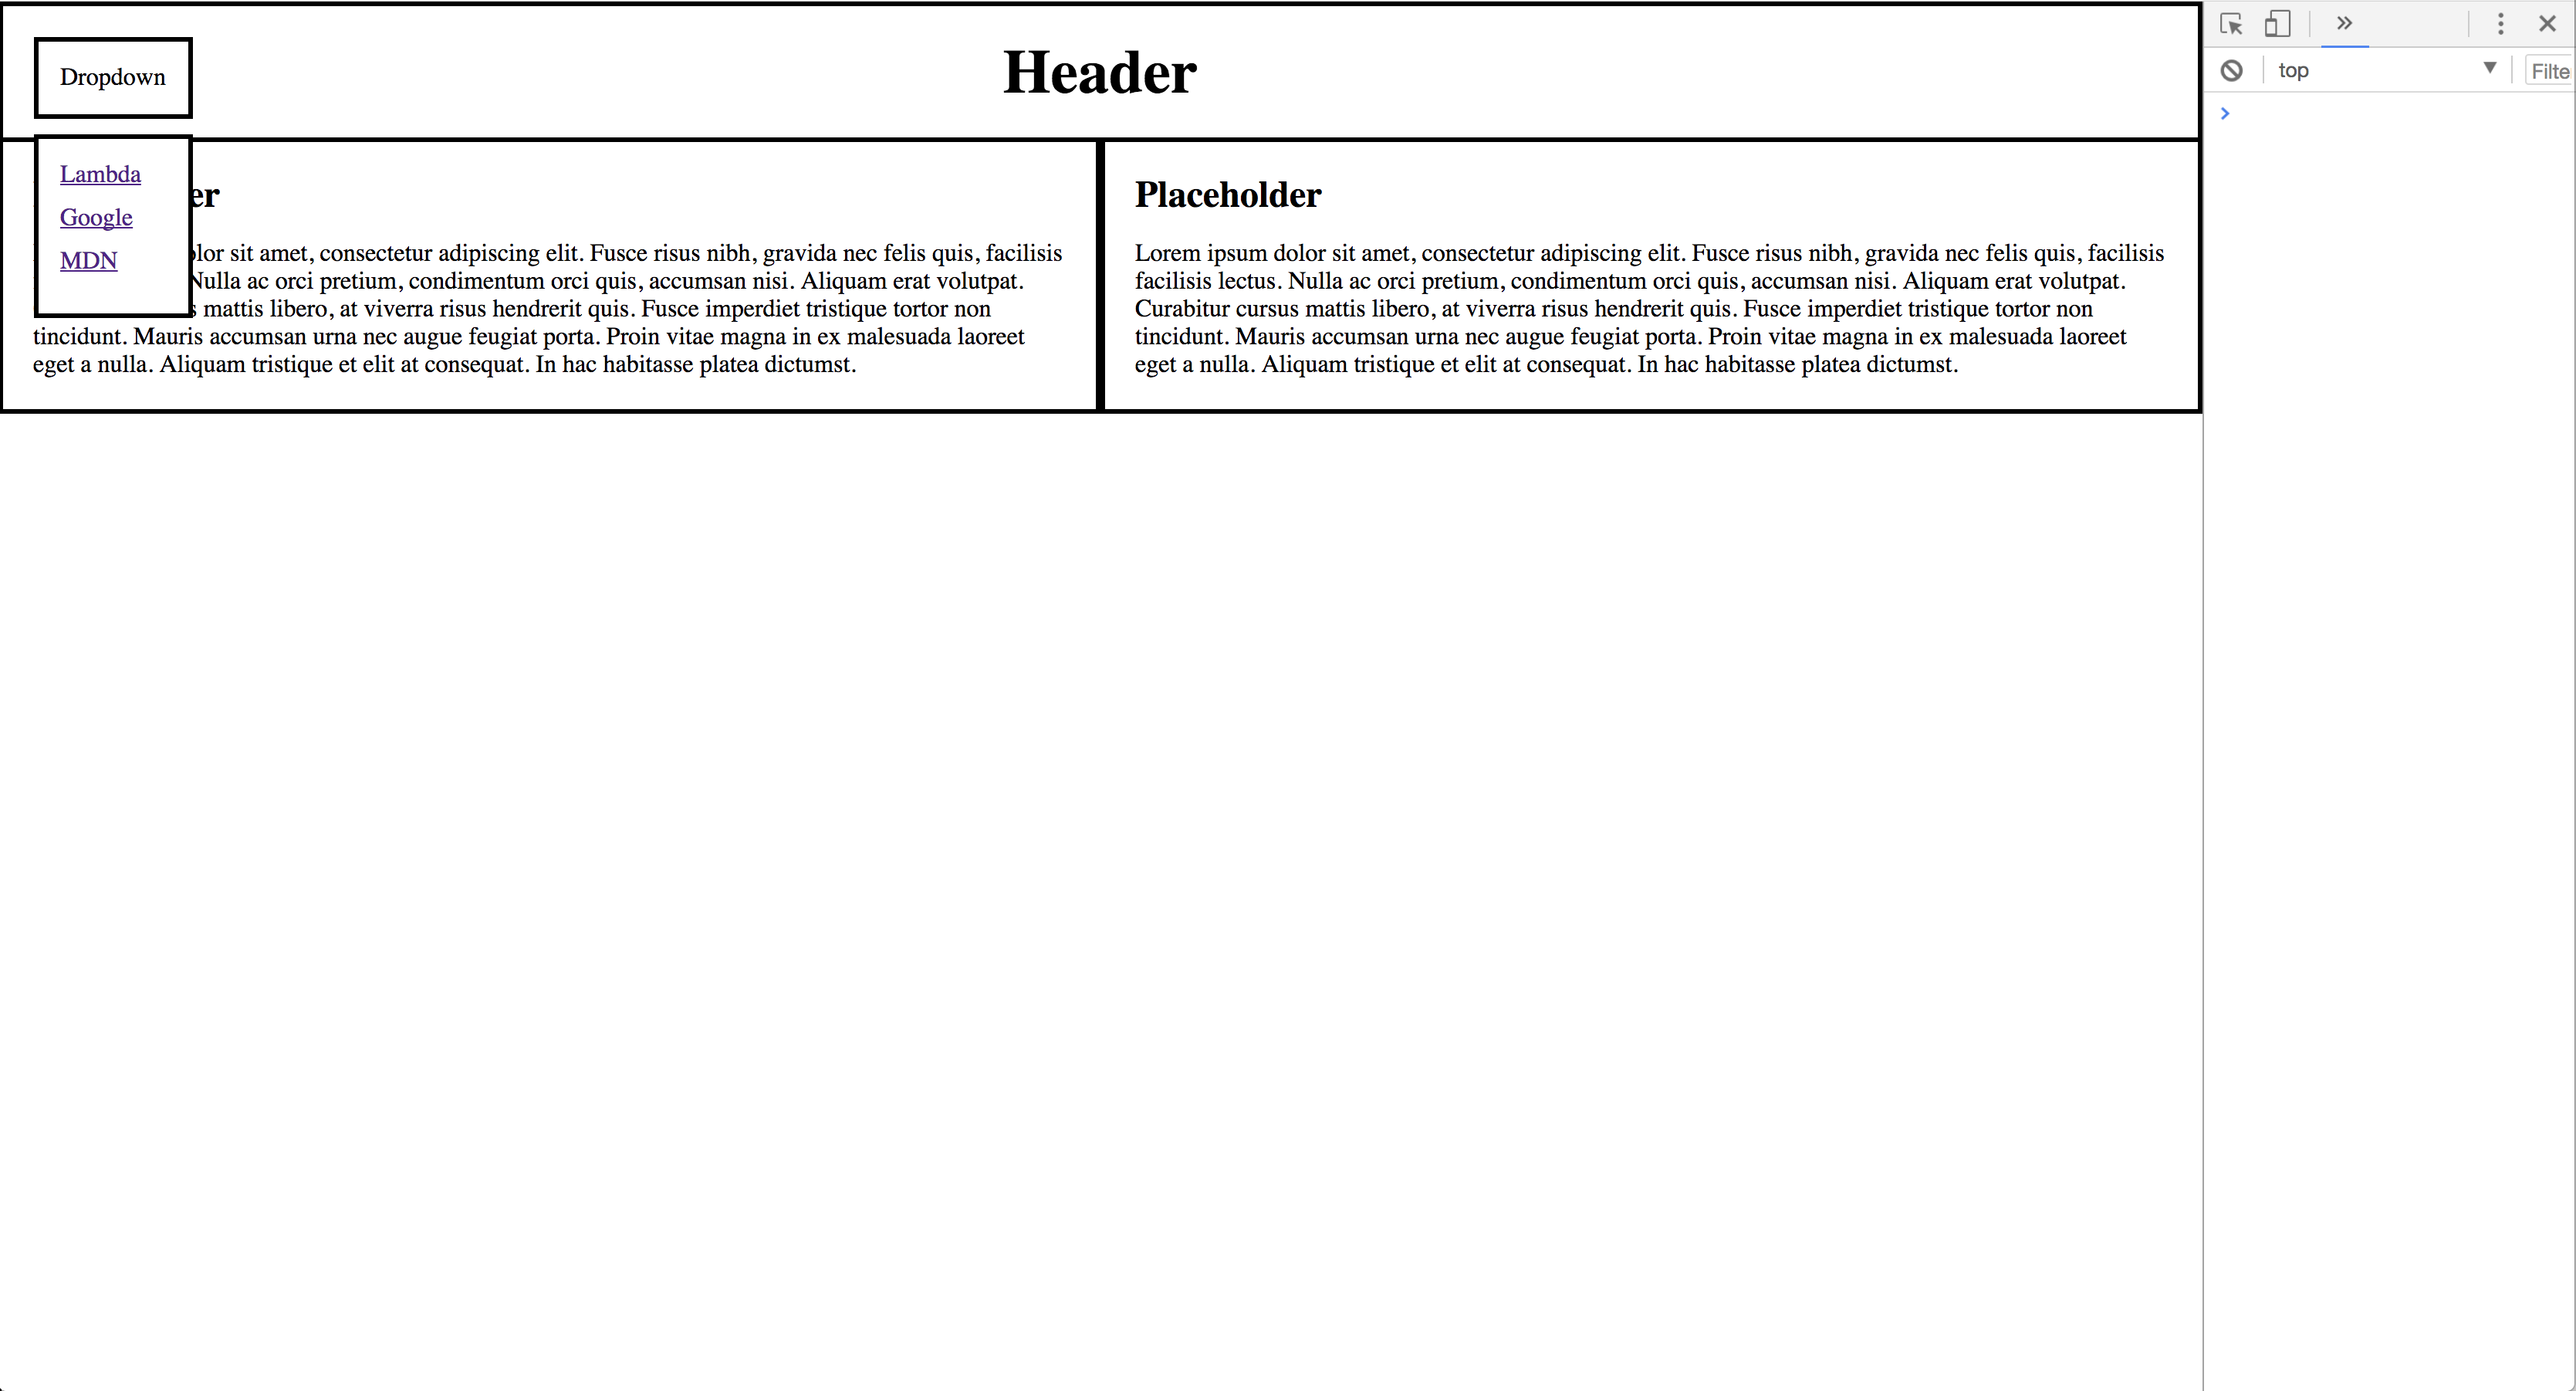 Dropdown
Header
Lambda
Google
MDN
er
lor sit amet, consectetur adipiscing elit. Fusce risus nibh, gravida nec felis quis, facilisis
Nulla ac orci pretium, condimentum orci quis, accumsan nisi. Aliquam erat volutpat.
s mattis libero, at viverra risus hendrerit quis. Fusce imperdiet tristique tortor non
tincidunt. Mauris accumsan urna nec augue feugiat porta. Proin vitae magna in ex malesuada laoreet
eget a nulla. Aliquam tristique et elit at consequat. In hac habitasse platea dictumst.
Placeholder
Lorem ipsum dolor sit amet, consectetur adipiscing elit. Fusce risus nibh, gravida nec felis quis, facilisis
facilisis lectus. Nulla ac orci pretium, condimentum orci quis, accumsan nisi. Aliquam erat volutpat.
Curabitur cursus mattis libero, at viverra risus hendrerit quis. Fusce imperdiet tristique tortor non
tincidunt. Mauris accumsan urna nec augue feugiat porta. Proin vitae magna in ex malesuada laoreet
eget a nulla. Aliquam tristique et elit at consequat. In hac habitasse platea dictumst.
top
Filte